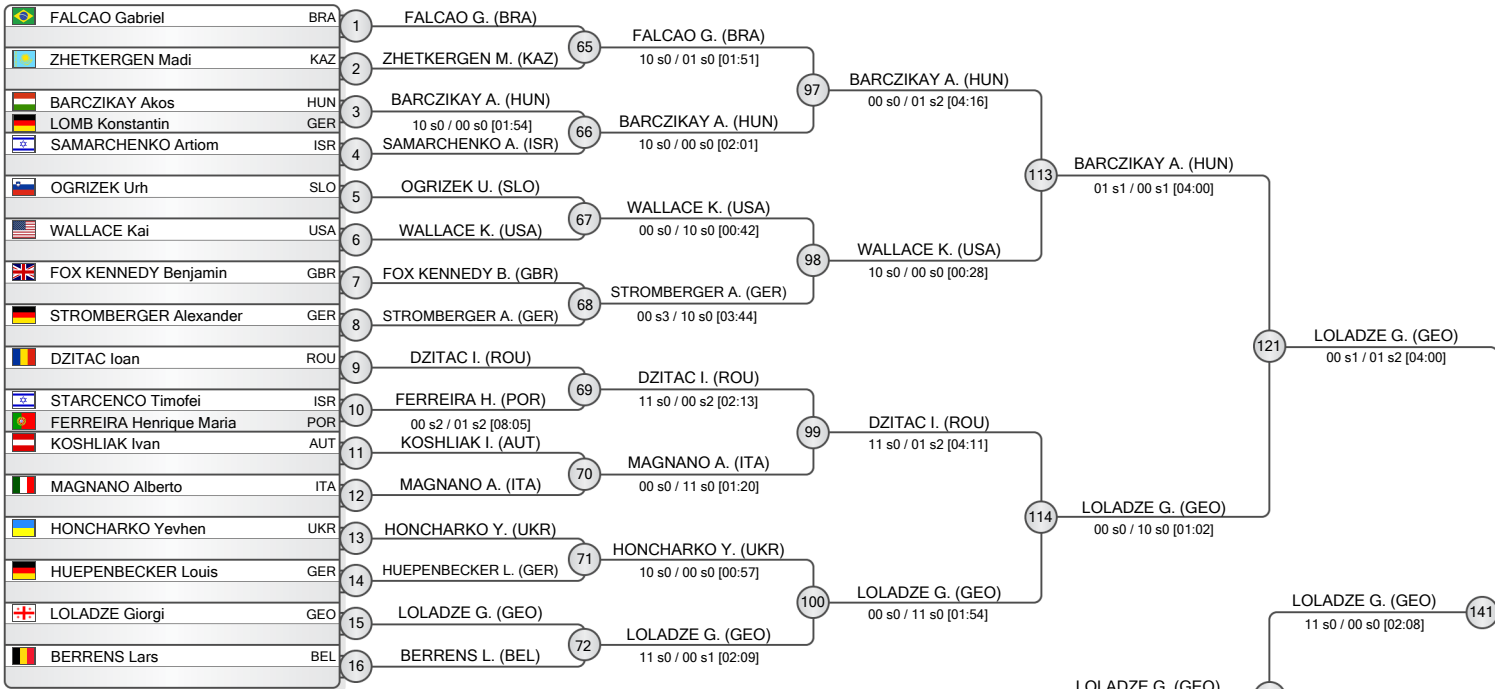 FALCAO Gabriel BRA
ZHETKERGEN Madi KAZ
BARCZIKAY Akos HUN
LOMB Konstantin GER
SAMARCHENKO Artiom ISR
OGRIZEK Urh SLO
WALLACE Kai USA
FOX KENNEDY Benjamin GBR
STROMBERGER Alexander GER
DZITAC Ioan ROU
STARCENCO Timofei ISR
FERREIRA Henrique Maria POR
KOSHLIAK Ivan AUT
MAGNANO Alberto ITA
HONCHARKO Yevhen UKR
HUEPENBECKER Louis GER
LOLADZE Giorgi GEO
BERRENS Lars BEL
1
2
3
4
5
6
7
8
9
10
11
12
13
14
15
16
FALCAO G. (BRA)
ZHETKERGEN M. (KAZ)
BARCZIKAY A. (HUN)
10 s0 / 00 s0 [01:54]
SAMARCHENKO A. (ISR)
OGRIZEK U. (SLO)
WALLACE K. (USA)
FOX KENNEDY B. (GBR)
STROMBERGER A. (GER)
DZITAC I. (ROU)
FERREIRA H. (POR)
00 s2 / 01 s2 [08:05]
KOSHLIAK I. (AUT)
MAGNANO A. (ITA)
HONCHARKO Y. (UKR)
HUEPENBECKER L. (GER)
LOLADZE G. (GEO)
BERRENS L. (BEL)
65
66
67
68
69
70
71
72
FALCAO G. (BRA)
10 s0 / 01 s0 [01:51]
BARCZIKAY A. (HUN)
10 s0 / 00 s0 [02:01]
WALLACE K. (USA)
00 s0 / 10 s0 [00:42]
STROMBERGER A. (GER)
00 s3 / 10 s0 [03:44]
DZITAC I. (ROU)
11 s0 / 00 s2 [02:13]
MAGNANO A. (ITA)
00 s0 / 11 s0 [01:20]
HONCHARKO Y. (UKR)
10 s0 / 00 s0 [00:57]
LOLADZE G. (GEO)
11 s0 / 00 s1 [02:09]
97
98
99
100
BARCZIKAY A. (HUN)
00 s0 / 01 s2 [04:16]
WALLACE K. (USA)
10 s0 / 00 s0 [00:28]
DZITAC I. (ROU)
11 s0 / 01 s2 [04:11]
LOLADZE G. (GEO)
00 s0 / 11 s0 [01:54]
113
114
BARCZIKAY A. (HUN)
01 s1 / 00 s1 [04:00]
LOLADZE G. (GEO)
00 s0 / 10 s0 [01:02]
121
LOLADZE G. (GEO)
00 s1 / 01 s2 [04:00]
LOLADZE G. (GEO)
11 s0 / 00 s0 [02:08]
141
LOLADZE G. (GEO)